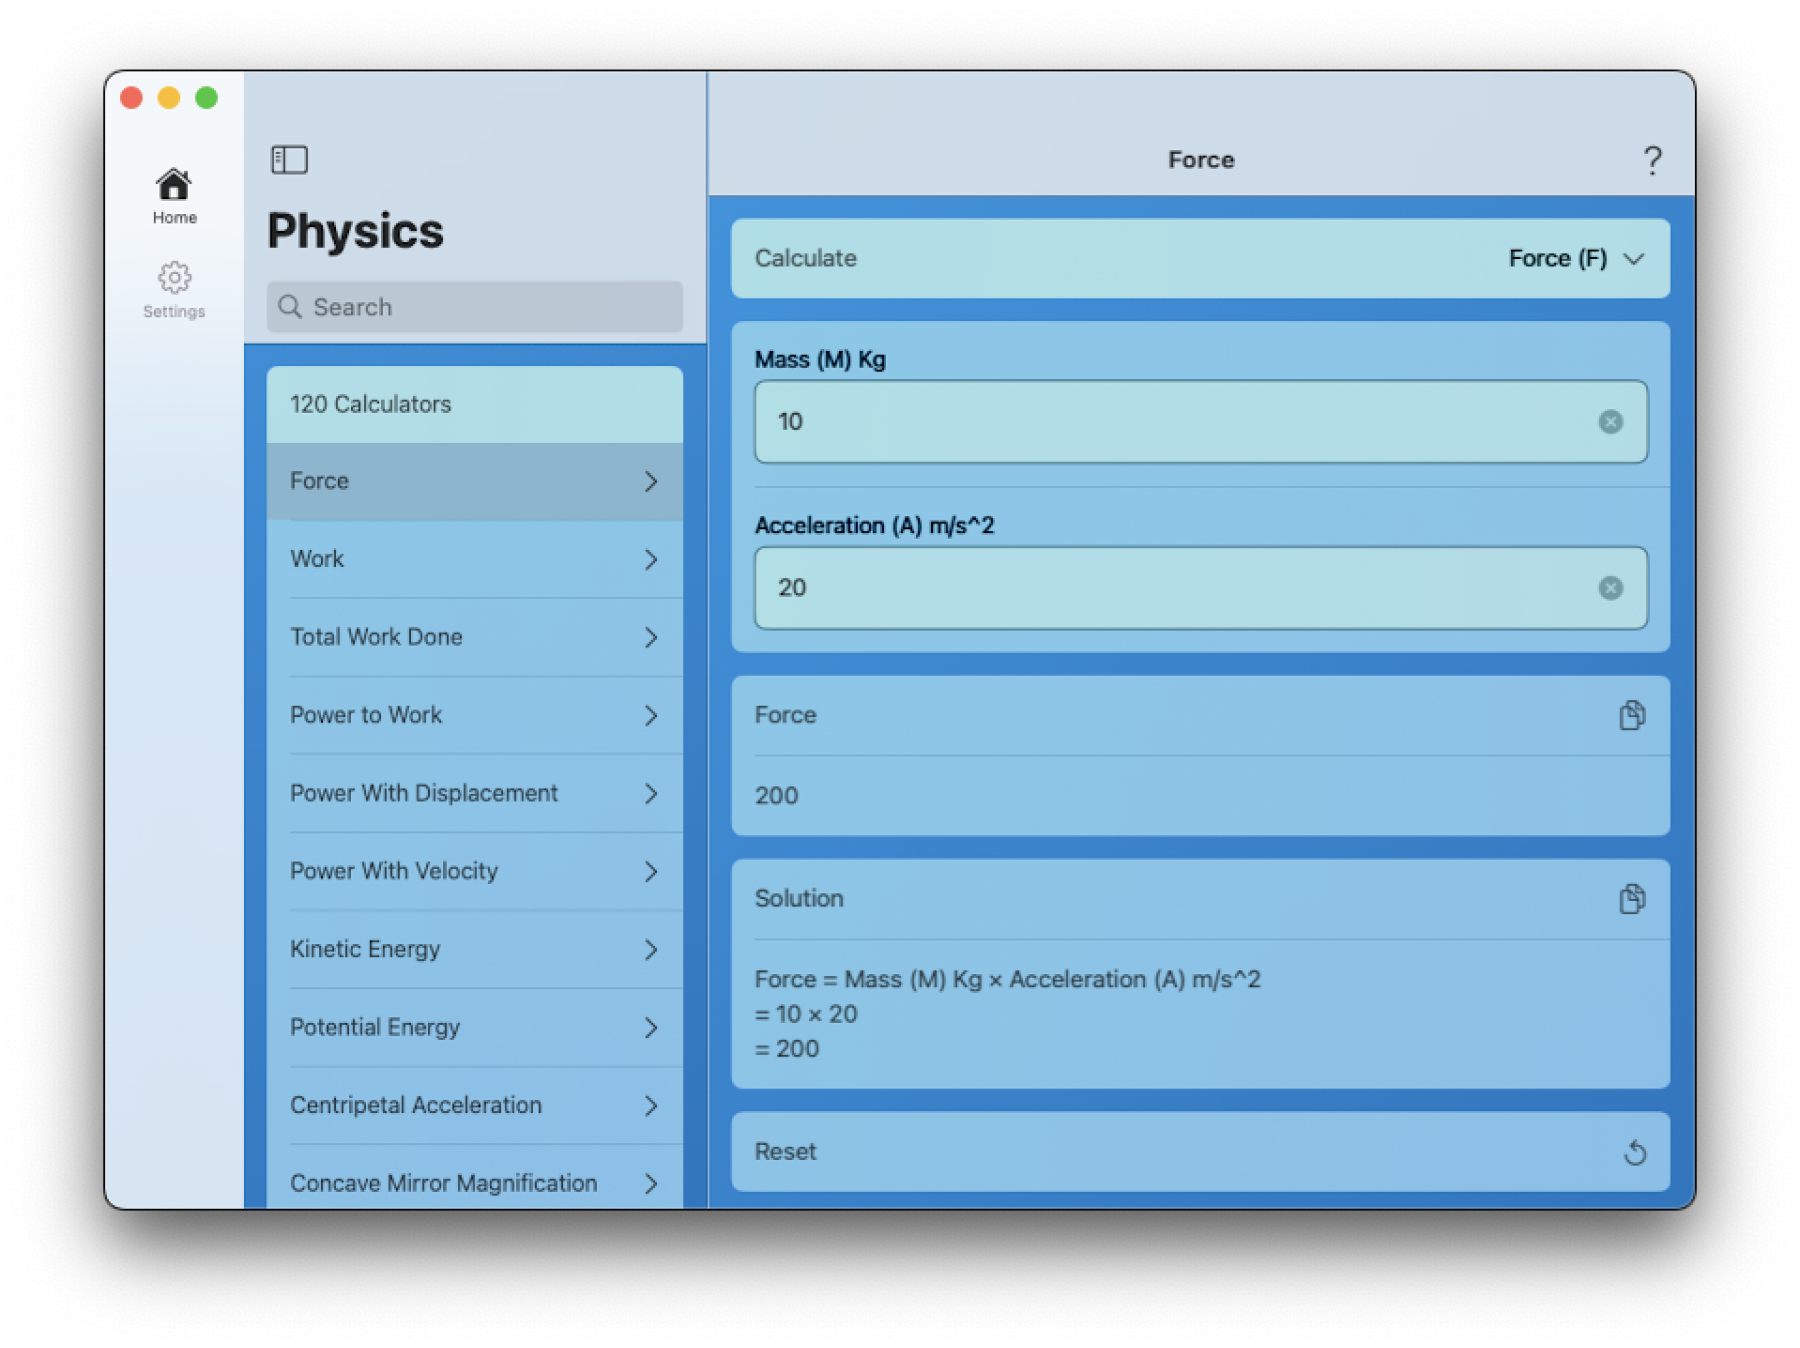 Home
Settings
Physics
Search
120 Calculators
Force
Work
Total Work Done
Power to Work
Power With Displacement
Power With Velocity
Kinetic Energy
Potential Energy
Centripetal Acceleration
Concave Mirror Magnification
Force
?
Calculate
Force (F)
Mass (M) Kg
10
Acceleration (A) m/s^2
20
Force
200
Solution
Force = Mass (M) Kg × Acceleration (A) m/s^2
= 10 × 20
= 200
Reset